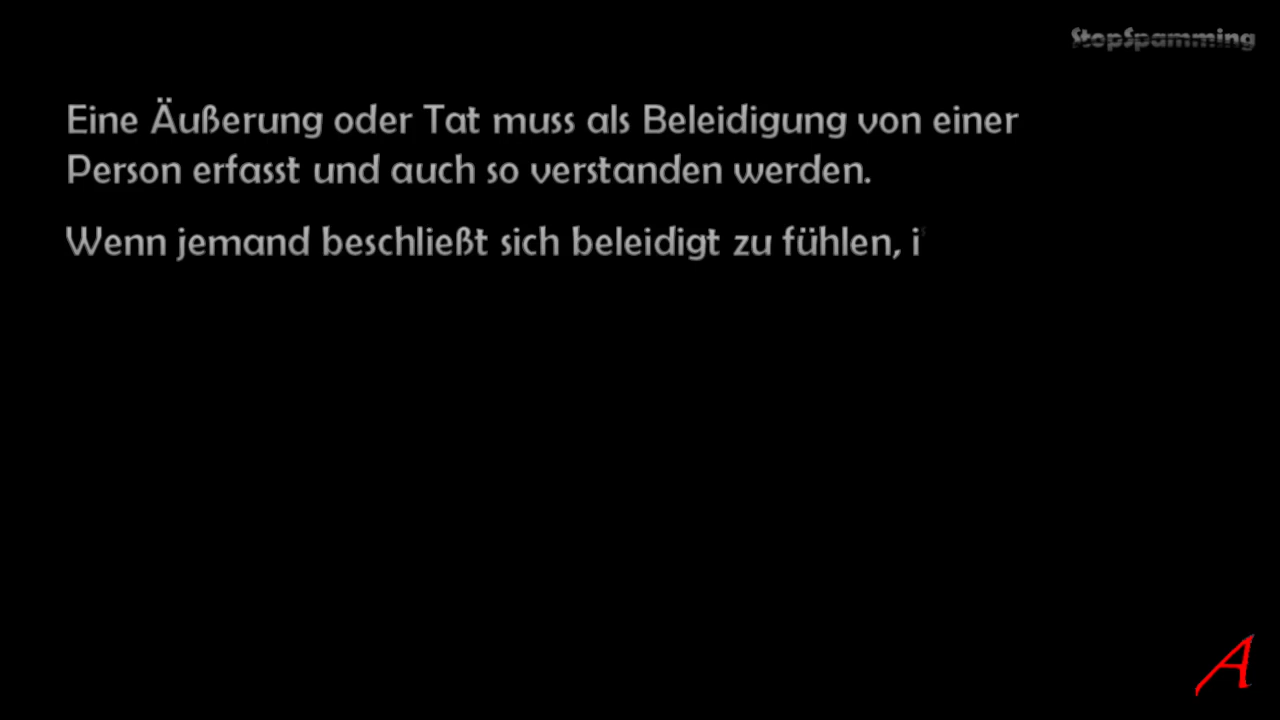 StopSpamming
Eine Äußerung oder Tat muss als Beleidigung von einer
Person erfasst und auch so verstanden werden.
Wenn jemand beschließt sich beleidigt zu fühlen, i
A